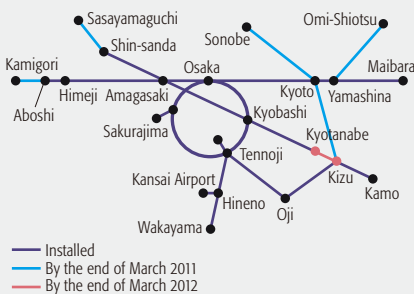 Sasayamaguchi
Omi-Shiotsu
Sonobe
Shin-sanda
Kamigori
Osaka
Maibara
Aboshi
Himeji
Amagasaki
Kyoto
Yamashina
Kyobashi
Sakurajima
Kyotanabe
Tennoji
Kansai Airport
Kizu
Kamo
Hineno
Oji
Wakayama
Installed
By the end of March 2011
By the end of March 2012